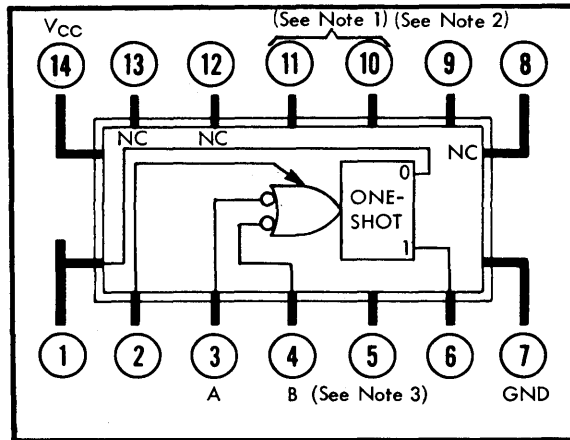 (See Note 1) (See Note 2)
VCC
14 13 12 11 10 9 8
NC NC NC
0
ONE-
SHOT
1
1 2 3 4 5 6 7
A B (See Note 3) GND